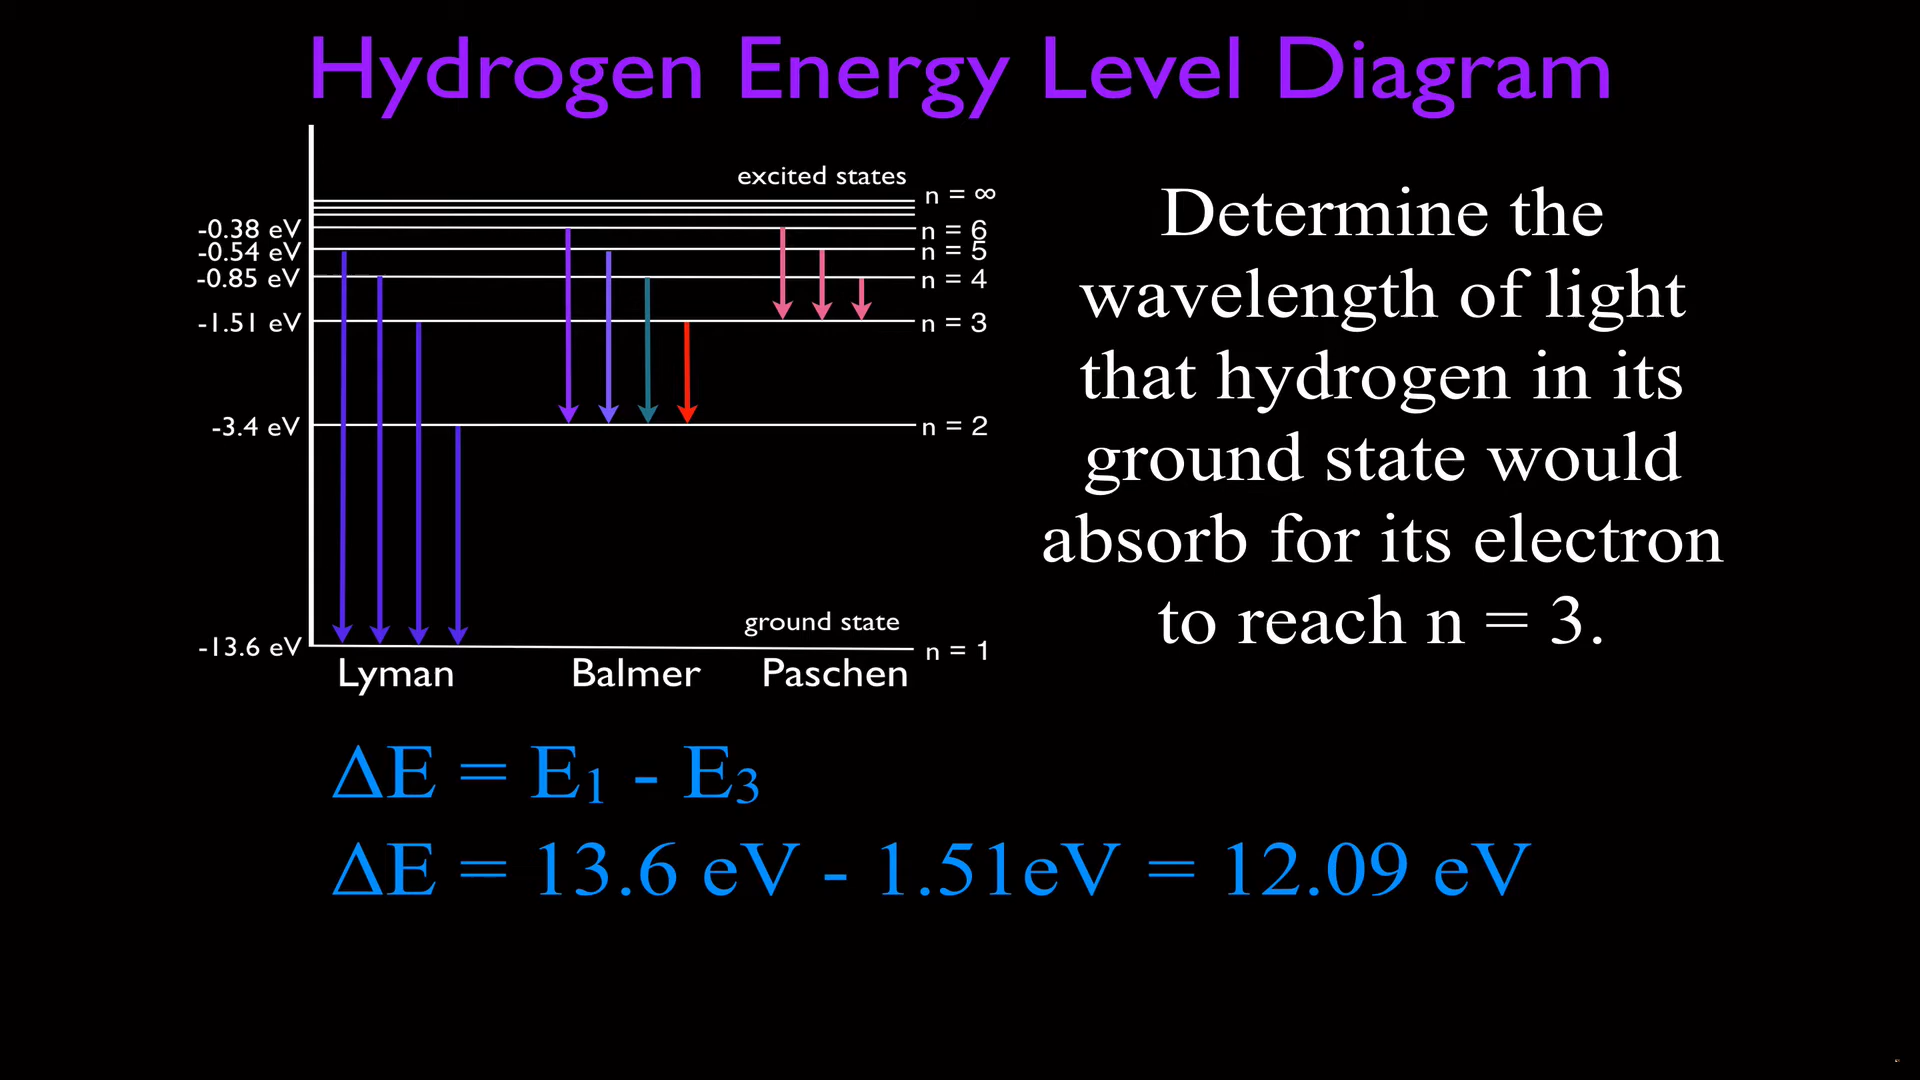 Hydrogen Energy Level Diagram
excited states
n = ∞
-0.38 eV
n = 6
-0.54 eV
n = 5
-0.85 eV
n = 4
-1.51 eV
n = 3
-3.4 eV
n = 2
ground state
-13.6 eV
n = 1
Lyman
Balmer
Paschen
Determine the
wavelength of light
that hydrogen in its
ground state would
absorb for its electron
to reach n = 3.
ΔE = E₁ - E₃
ΔE = 13.6 eV - 1.51eV = 12.09 eV